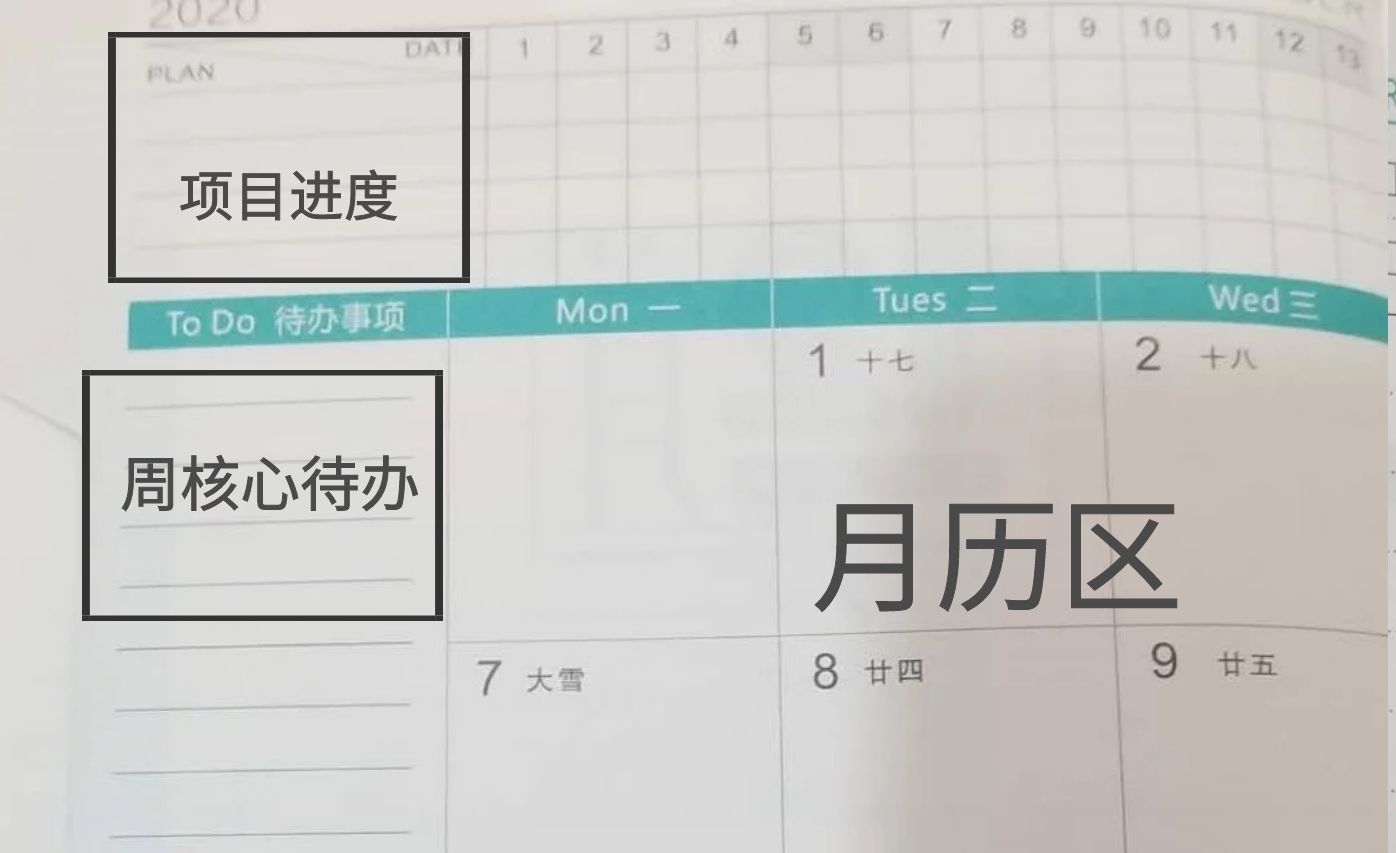 2020
DATE 1 2 3 4 5 6 7 8 9 10 11 12 13
PLAN
项目进度
To Do 待办事项 Mon 一 Tues 二 Wed 三
1 十七 2 十八
周核心待办
月历区
7 大雪 8 廿四 9 廿五